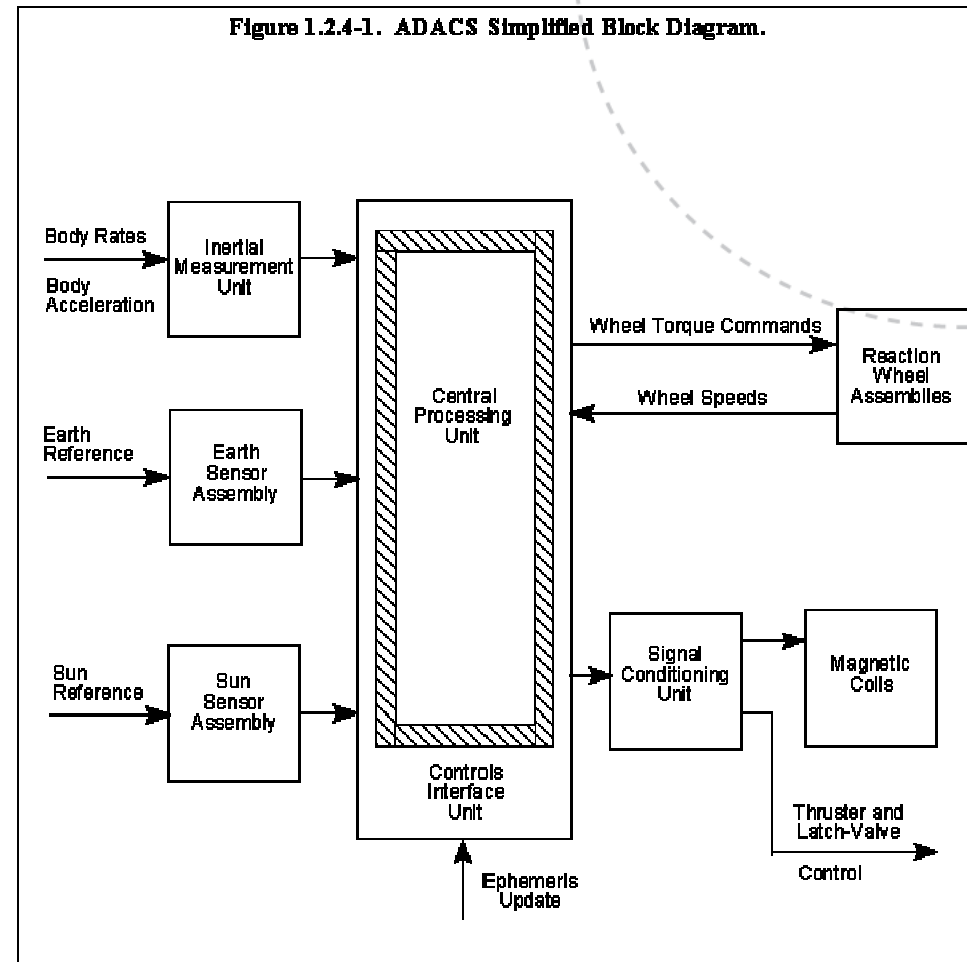 Figure 1.2.4-1. ADACS Simplified Block Diagram.
Body Rates
Body
Acceleration
Inertial
Measurement
Unit
Earth
Reference
Earth
Sensor
Assembly
Sun
Reference
Sun
Sensor
Assembly
Central
Processing
Unit
Controls
Interface
Unit
Ephemeris
Update
Wheel Torque Commands
Wheel Speeds
Reaction
Wheel
Assemblies
Signal
Conditioning
Unit
Magnetic
Coils
Thruster and
Latch-Valve
Control